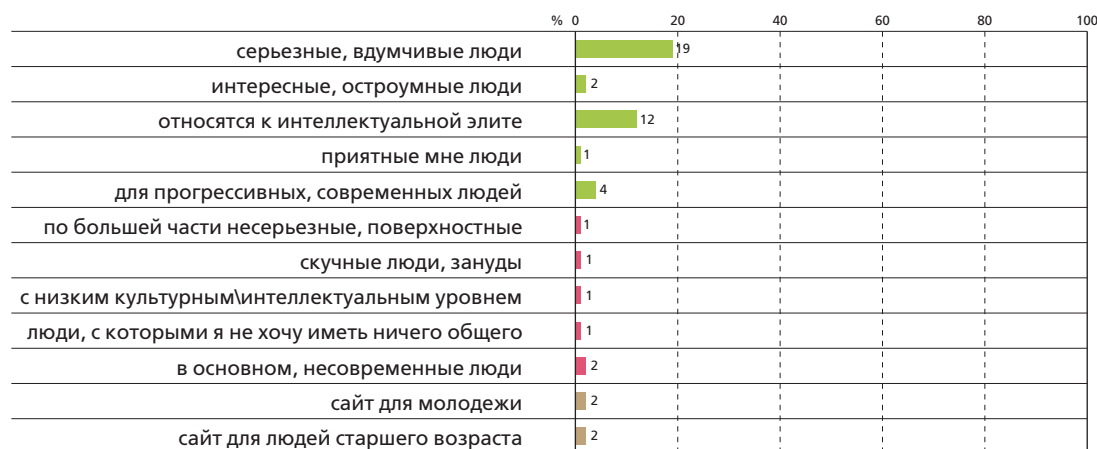 % 0 20 40 60 80 100
серьезные, вдумчивые люди 19
интересные, остроумные люди 2
относятся к интеллектуальной элите 12
приятные мне люди 1
для прогрессивных, современных людей 4
по большей части несерьезные, поверхностные 1
скучные люди, зануды 1
с низким культурным\интеллектуальным уровнем 1
люди, с которыми я не хочу иметь ничего общего 1
в основном, несовременные люди 2
сайт для молодежи 2
сайт для людей старшего возраста 2